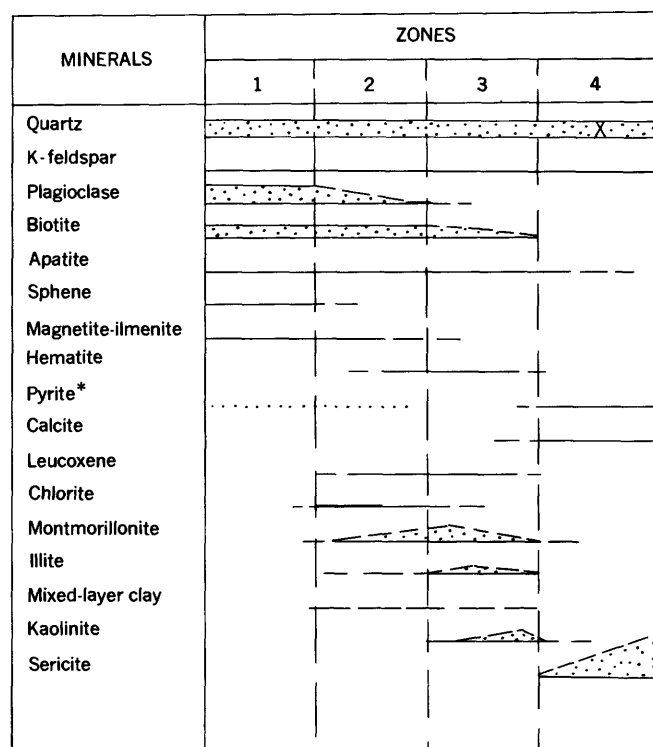 MINERALS
ZONES
1 2 3 4
Quartz
X
K-feldspar
Plagioclase
Biotite
Apatite
Sphene
Magnetite-ilmenite
Hematite
Pyrite*
Calcite
Leucoxene
Chlorite
Montmorillonite
Illite
Mixed-layer clay
Kaolinite
Sericite